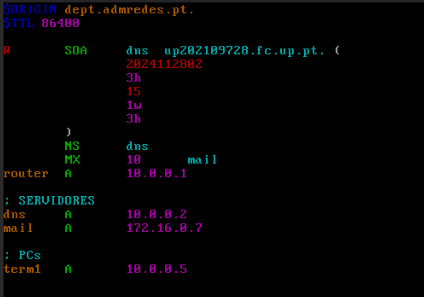 $ORIGIN dept.admredes.pt.
$TTL 86400
@ SOA dns up202109728.fc.up.pt. (
2024112802
3h
15
1w
3h
)
NS dns
MX 10 mail
router A 10.0.0.1
; SERVIDORES
dns A 10.0.0.2
mail A 172.16.0.7
; PCs
term1 A 10.0.0.5